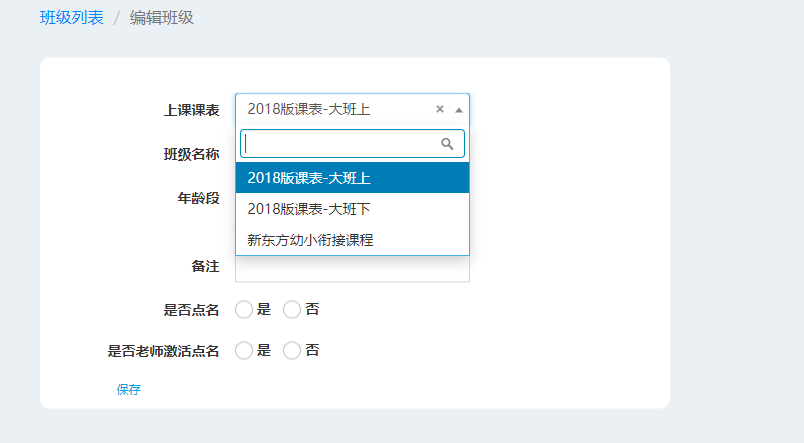 班级列表 / 编辑班级
上课课表 2018版课表-大班上
班级名称
2018版课表-大班上
年龄段
2018版课表-大班下
新东方幼小衔接课程
备注
是否点名 是 否
是否老师激活点名 是 否
保存